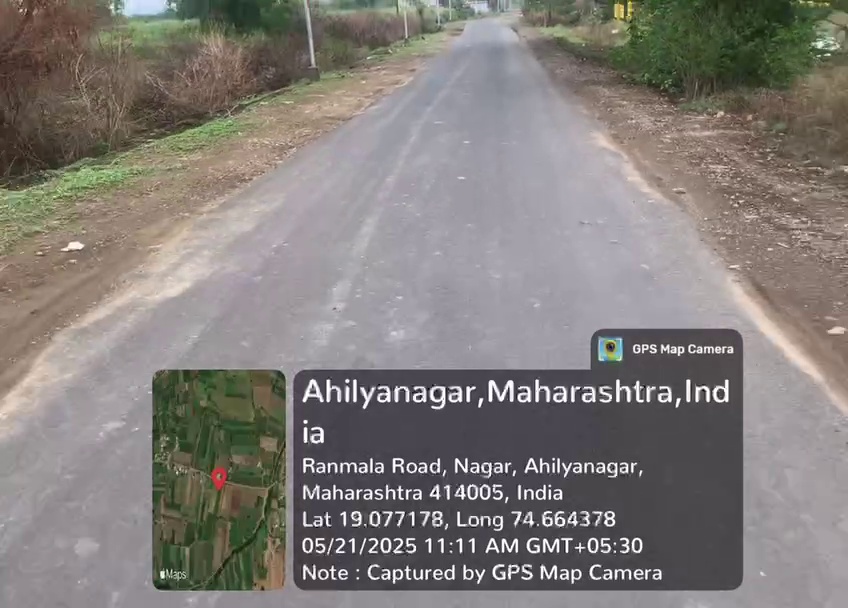 GPS Map Camera
Ahilyanagar,Maharashtra,Ind
ia
Ranmala Road, Nagar, Ahilyanagar,
Maharashtra 414005, India
Lat 19.077178, Long 74.664378
05/21/2025 11:11 AM GMT+05:30
Note : Captured by GPS Map Camera
Maps